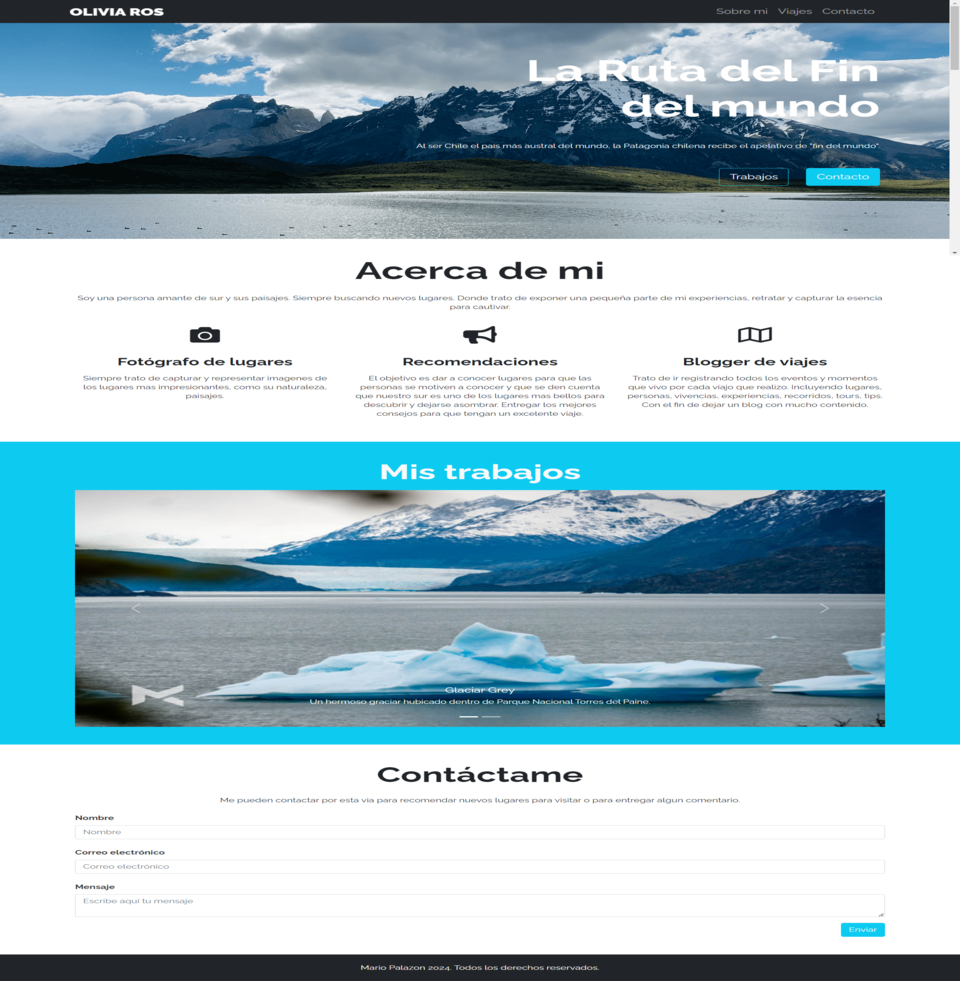 OLIVIA ROS
Sobre mi Viajes Contacto
La Ruta del Fin
del mundo
Al ser Chile el pais más austral del mundo, la Patagonia chilena recibe el apelativo de "fin del mundo".
Trabajos Contacto
Acerca de mi
Soy una persona amante de sur y sus paisajes. Siempre buscando nuevos lugares. Donde trato de exponer una pequeña parte de mi experiencias, retratar y capturar la esencia
para cautivar.
Fotógrafo de lugares
Siempre trato de capturar y representar imagenes de
los lugares mas impresionantes, como su naturaleza,
paisajes.
Recomendaciones
El objetivo es dar a conocer lugares para que las
personas se motiven a conocer y que se den cuenta
que nuestro sur es uno de los lugares mas bellos para
descubrir y dejarse asombrar. Entregar los mejores
consejos para que tengan un excelente viaje.
Blogger de viajes
Trato de ir registrando todos los eventos y momentos
que vivo por cada viaje que realizo. Incluyendo lugares,
personas, vivencias, experiencias, recorridos, tours, tips.
Con el fin de dejar un blog con mucho contenido.
Mis trabajos
Glaciar Grey
Un hermoso graciar hubicado dentro de Parque Nacional Torres del Paine.
Contáctame
Me pueden contactar por esta via para recomendar nuevos lugares para visitar o para entregar algun comentario.
Nombre
Nombre
Correo electrónico
Correo electrónico
Mensaje
Escribe aqui tu mensaje
Enviar
Mario Palazon 2024. Todos los derechos reservados.